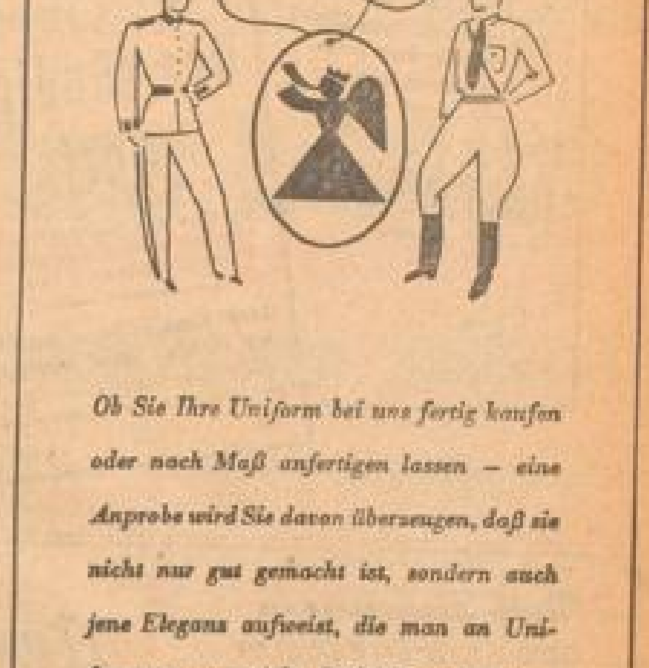 Ob Sie Ihre Uniform bei uns fertig kaufen
oder nach Maß anfertigen lassen – eine
Anprobe wird Sie davon überzeugen, daß sie
nicht nur gut gemacht ist, sondern auch
jene Eleganz aufweist, die man an Uni-